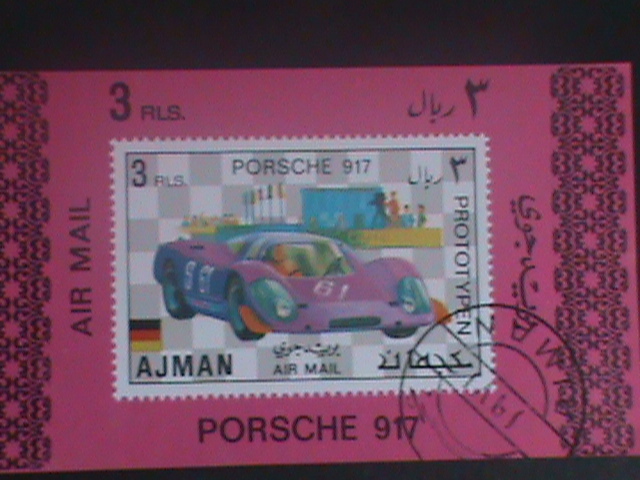 3 RLS.
٣ ريال
AIR MAIL
3 RLS.
PORSCHE 917
٣ ريال
PROTOTYPEN
61
AJMAN
بريد جوي
AIR MAIL
عجمان
بريد جوي
PORSCHE 917